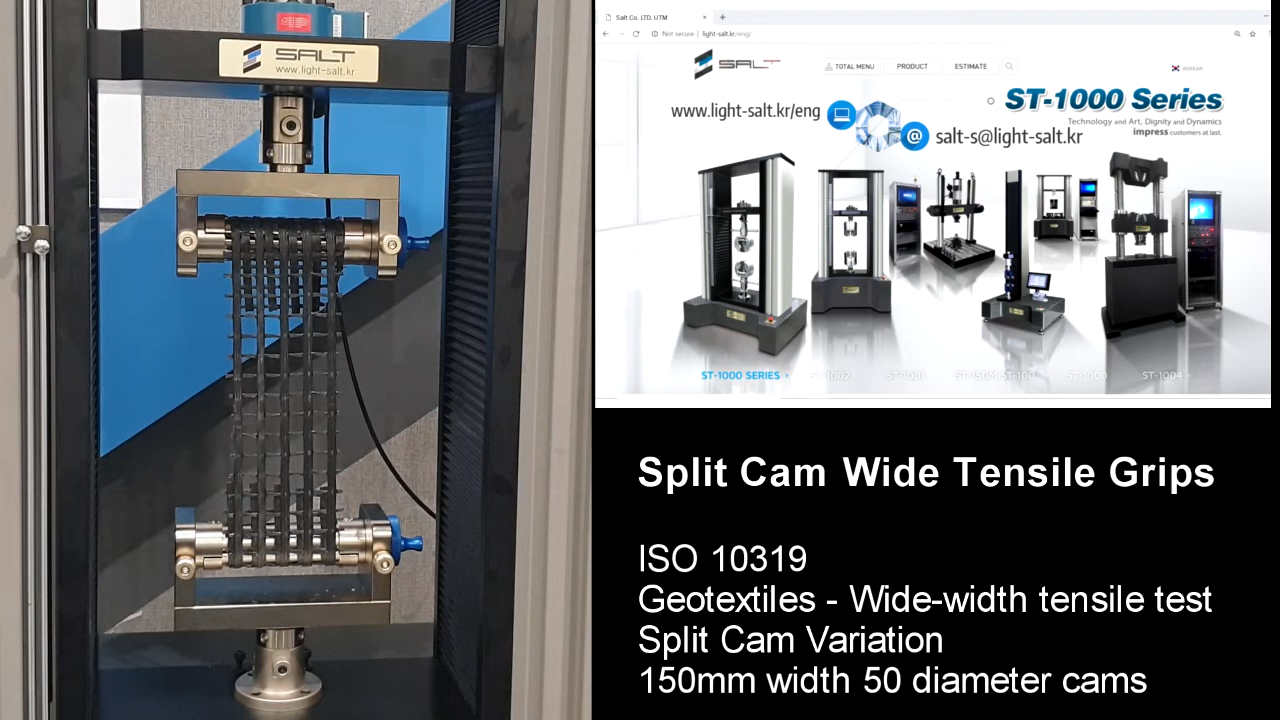 SALT
www.light-salt.kr
Salt Co. LTD. UTM
Not secure | light-salt.kr/eng/
SALT
TOTAL MENU
PRODUCT
ESTIMATE
KOREAN
ST-1000 Series
Technology and Art, Dignity and Dynamics
impress customers at last.
www.light-salt.kr/eng
@ salt-s@light-salt.kr
ST-1000 SERIES
ST-1002
ST-1001
ST-1004
Split Cam Wide Tensile Grips
ISO 10319
Geotextiles - Wide-width tensile test
Split Cam Variation
150mm width 50 diameter cams